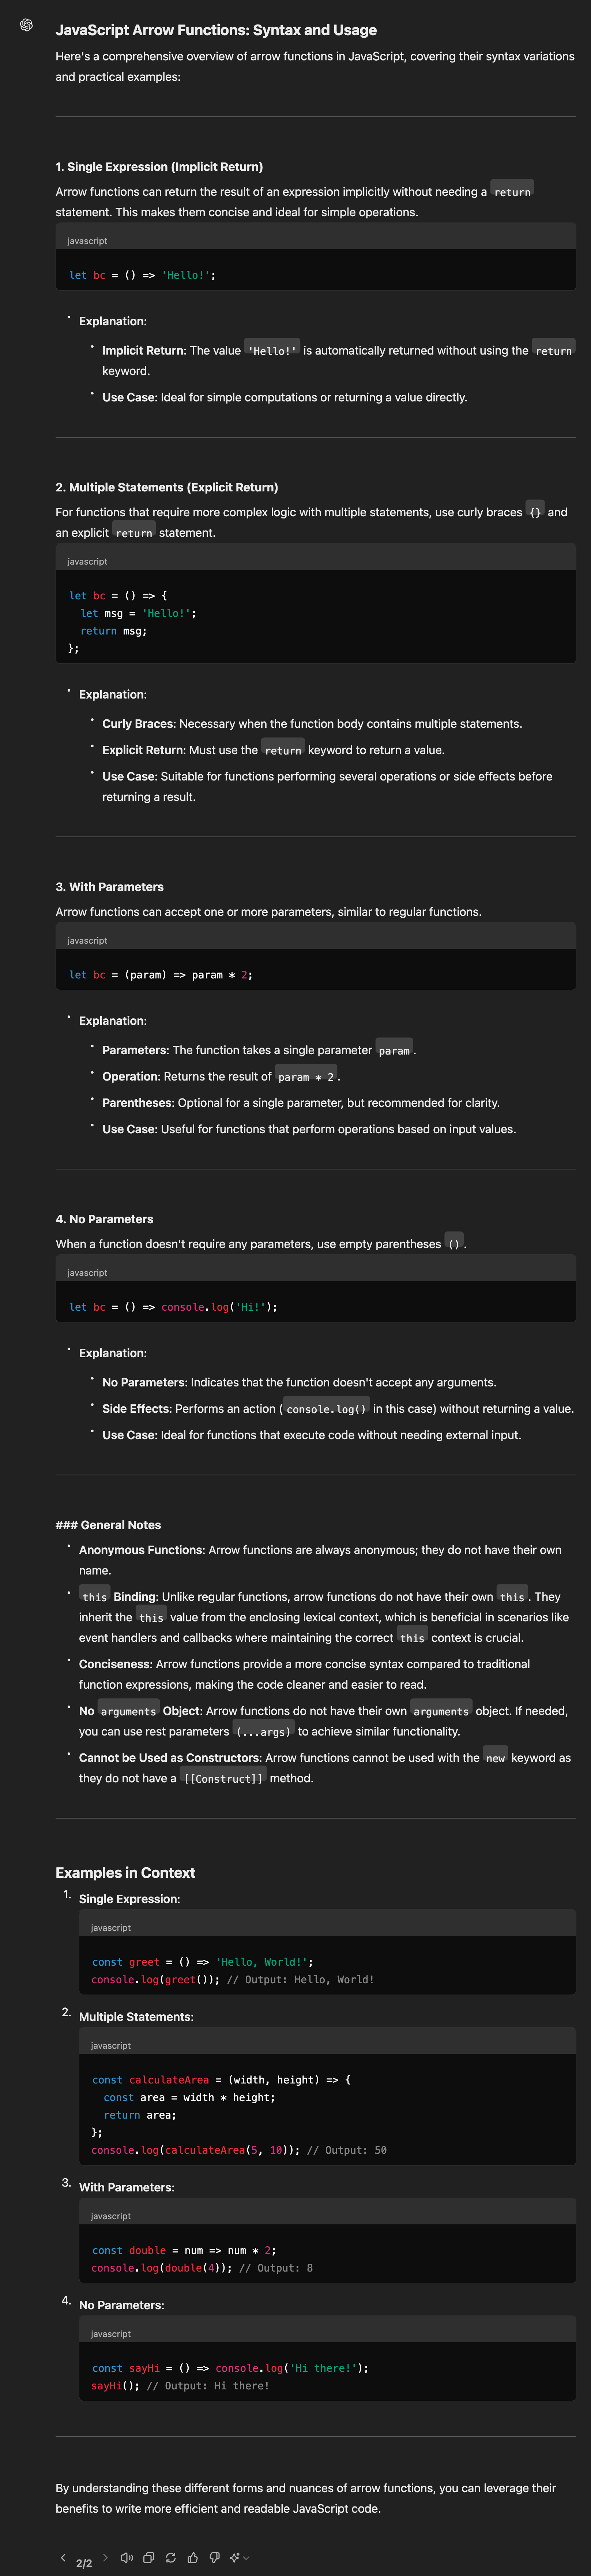 JavaScript Arrow Functions: Syntax and Usage
Here's a comprehensive overview of arrow functions in JavaScript, covering their syntax variations
and practical examples:
1. Single Expression (Implicit Return)
Arrow functions can return the result of an expression implicitly without needing a return
statement. This makes them concise and ideal for simple operations.
javascript
let bc = () => 'Hello!';
• Explanation:
• Implicit Return: The value 'Hello!' is automatically returned without using the return
keyword.
• Use Case: Ideal for simple computations or returning a value directly.
2. Multiple Statements (Explicit Return)
For functions that require more complex logic with multiple statements, use curly braces {} and
an explicit return statement.
javascript
let bc = () => {
  let msg = 'Hello!';
  return msg;
};
• Explanation:
• Curly Braces: Necessary when the function body contains multiple statements.
• Explicit Return: Must use the return keyword to return a value.
• Use Case: Suitable for functions performing several operations or side effects before
returning a result.
3. With Parameters
Arrow functions can accept one or more parameters, similar to regular functions.
javascript
let bc = (param) => param * 2;
• Explanation:
• Parameters: The function takes a single parameter param.
• Operation: Returns the result of param * 2.
• Parentheses: Optional for a single parameter, but recommended for clarity.
• Use Case: Useful for functions that perform operations based on input values.
4. No Parameters
When a function doesn't require any parameters, use empty parentheses ().
javascript
let bc = () => console.log('Hi!');
• Explanation:
• No Parameters: Indicates that the function doesn't accept any arguments.
• Side Effects: Performs an action (console.log() in this case) without returning a value.
• Use Case: Ideal for functions that execute code without needing external input.
### General Notes
• Anonymous Functions: Arrow functions are always anonymous; they do not have their own
name.
• this Binding: Unlike regular functions, arrow functions do not have their own this. They
inherit the this value from the enclosing lexical context, which is beneficial in scenarios like
event handlers and callbacks where maintaining the correct this context is crucial.
• Conciseness: Arrow functions provide a more concise syntax compared to traditional
function expressions, making the code cleaner and easier to read.
• No arguments Object: Arrow functions do not have their own arguments object. If needed,
you can use rest parameters (...args) to achieve similar functionality.
• Cannot be Used as Constructors: Arrow functions cannot be used with the new keyword as
they do not have a [[Construct]] method.
Examples in Context
1. Single Expression:
javascript
const greet = () => 'Hello, World!';
console.log(greet()); // Output: Hello, World!
2. Multiple Statements:
javascript
const calculateArea = (width, height) => {
  const area = width * height;
  return area;
};
console.log(calculateArea(5, 10)); // Output: 50
3. With Parameters:
javascript
const double = num => num * 2;
console.log(double(4)); // Output: 8
4. No Parameters:
javascript
const sayHi = () => console.log('Hi there!');
sayHi(); // Output: Hi there!
By understanding these different forms and nuances of arrow functions, you can leverage their
benefits to write more efficient and readable JavaScript code.
2/2